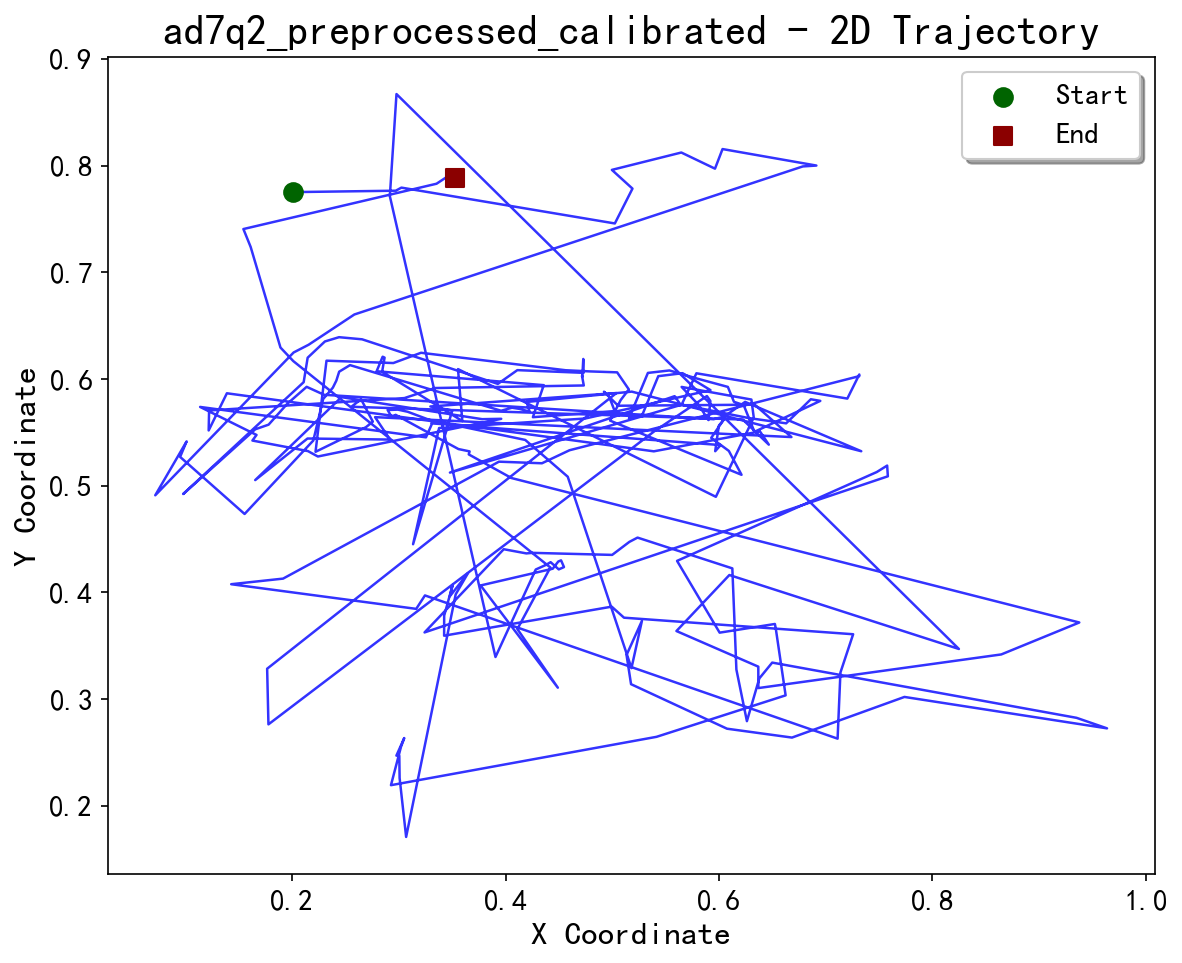 ad7q2_preprocessed_calibrated - 2D Trajectory
Start
End
Y Coordinate
0.9
0.8
0.7
0.6
0.5
0.4
0.3
0.2
0.2
0.4
0.6
0.8
1.0
X Coordinate